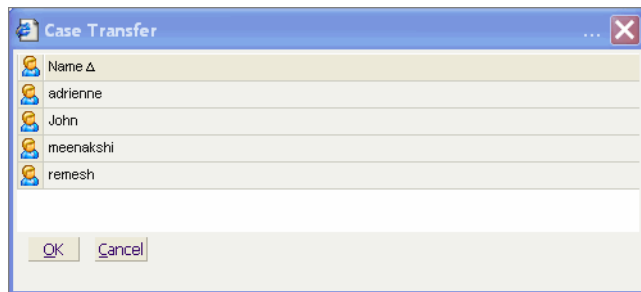 Case Transfer ...
Name Δ
adrienne
John
meenakshi
remesh
OK Cancel